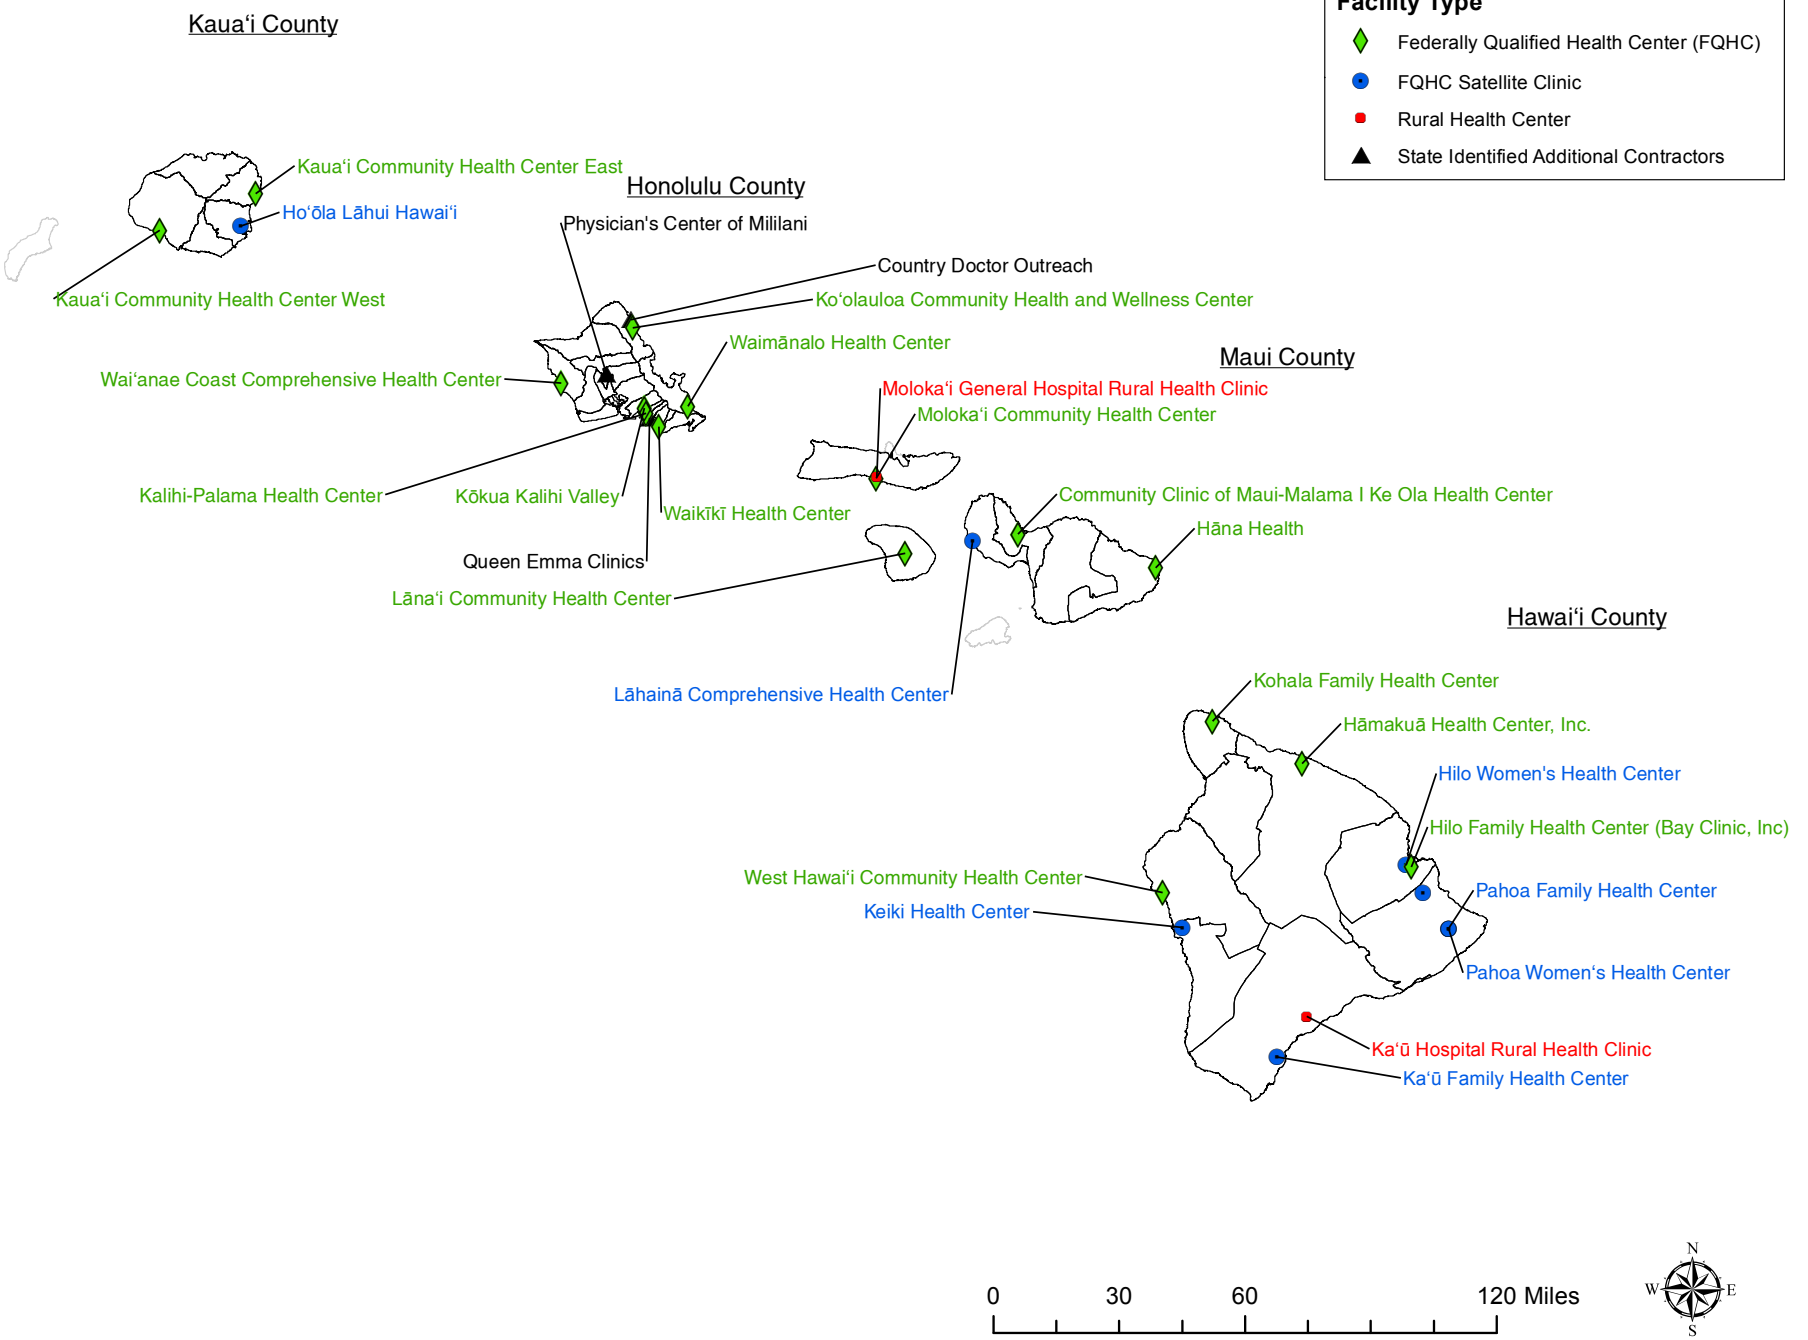 Kauaʻi County
Facility Type
Federally Qualified Health Center (FQHC)
FQHC Satellite Clinic
Rural Health Center
State Identified Additional Contractors
Kauaʻi Community Health Center East
Honolulu County
Hoʻōla Lāhui Hawaiʻi
Physician's Center of Mililani
Country Doctor Outreach
Kauaʻi Community Health Center West
Koʻolauloa Community Health and Wellness Center
Waimānalo Health Center
Maui County
Waiʻanae Coast Comprehensive Health Center
Molokaʻi General Hospital Rural Health Clinic
Molokaʻi Community Health Center
Kalihi-Palama Health Center
Kōkua Kalihi Valley
Community Clinic of Maui-Malama I Ke Ola Health Center
Waikīkī Health Center
Hāna Health
Queen Emma Clinics
Lānaʻi Community Health Center
Hawaiʻi County
Kohala Family Health Center
Lāhainā Comprehensive Health Center
Hāmakuā Health Center, Inc.
Hilo Women's Health Center
Hilo Family Health Center (Bay Clinic, Inc)
West Hawaiʻi Community Health Center
Pahoa Family Health Center
Keiki Health Center
Pahoa Womenʻs Health Center
Kaʻū Hospital Rural Health Clinic
Kaʻū Family Health Center
N
W
E
S
0 30 60 120 Miles